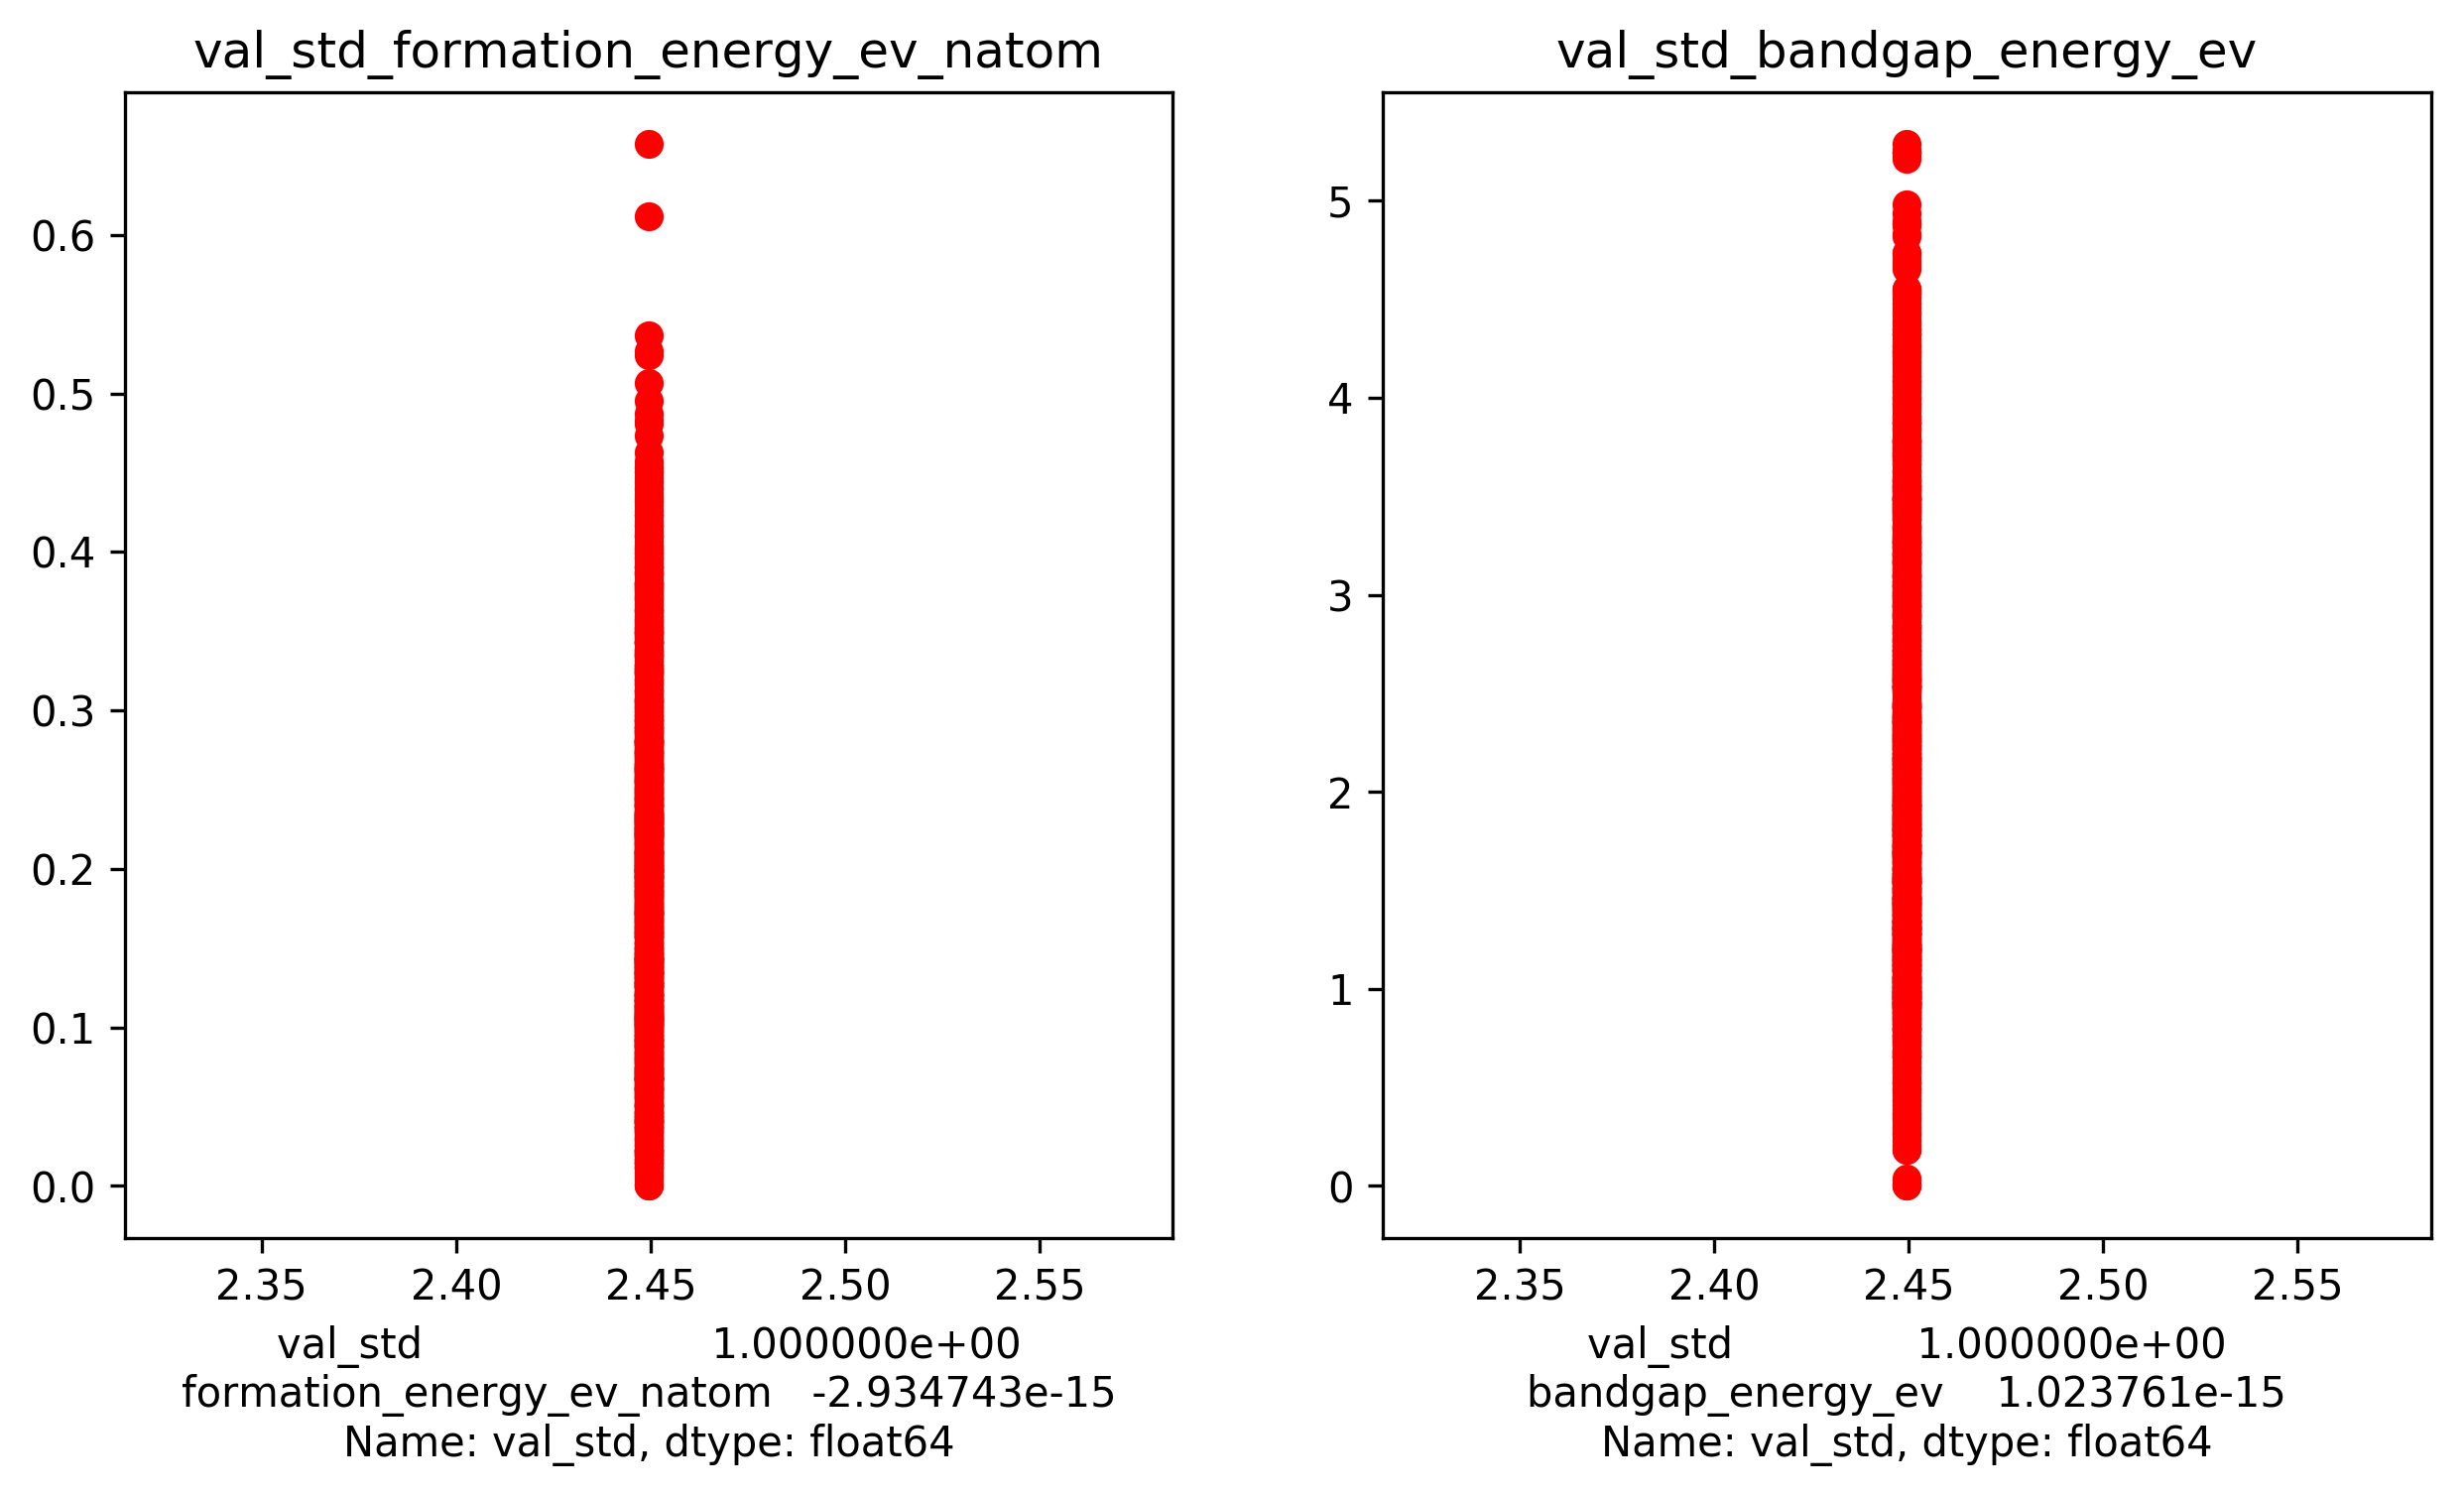 val_std_formation_energy_ev_natom
0.6
0.5
0.4
0.3
0.2
0.1
0.0
2.35 2.40 2.45 2.50 2.55
val_std 1.000000e+00
formation_energy_ev_natom -2.934743e-15
Name: val_std, dtype: float64
val_std_bandgap_energy_ev
5
4
3
2
1
0
2.35 2.40 2.45 2.50 2.55
val_std 1.000000e+00
bandgap_energy_ev 1.023761e-15
Name: val_std, dtype: float64